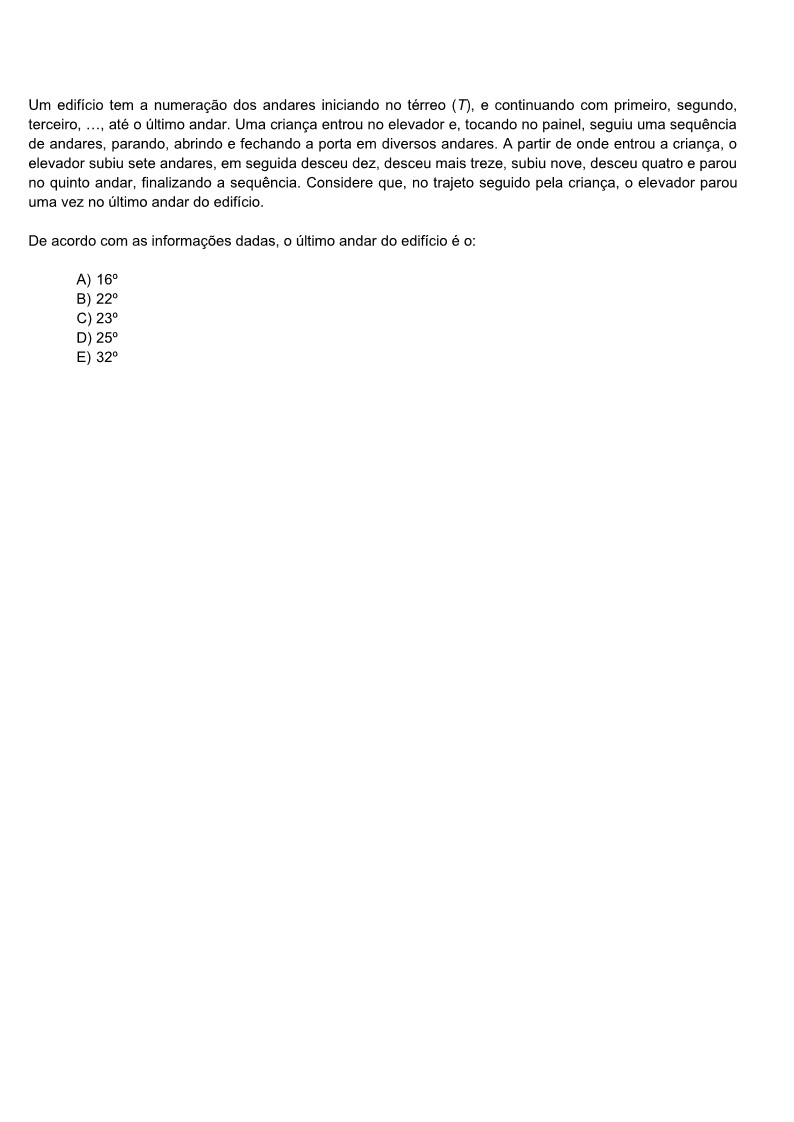 Um edifício tem a numeração dos andares iniciando no térreo (T), e continuando com primeiro, segundo,
terceiro, …, até o último andar. Uma criança entrou no elevador e, tocando no painel, seguiu uma sequência
de andares, parando, abrindo e fechando a porta em diversos andares. A partir de onde entrou a criança, o
elevador subiu sete andares, em seguida desceu dez, desceu mais treze, subiu nove, desceu quatro e parou
no quinto andar, finalizando a sequência. Considere que, no trajeto seguido pela criança, o elevador parou
uma vez no último andar do edifício.
De acordo com as informações dadas, o último andar do edifício é o:
A) 16º
B) 22º
C) 23º
D) 25º
E) 32º